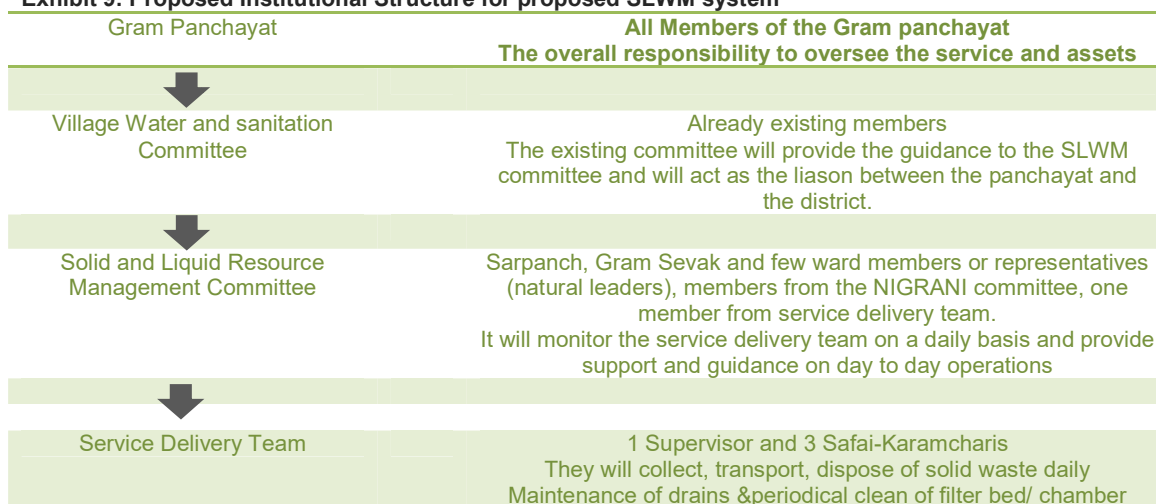 Exhibit 9: Proposed Institutional Structure for proposed SLWM system
Gram Panchayat
All Members of the Gram panchayat
The overall responsibility to oversee the service and assets
Village Water and sanitation
Committee
Already existing members
The existing committee will provide the guidance to the SLWM
committee and will act as the liason between the panchayat and
the district.
Solid and Liquid Resource
Management Committee
Sarpanch, Gram Sevak and few ward members or representatives
(natural leaders), members from the NIGRANI committee, one
member from service delivery team.
It will monitor the service delivery team on a daily basis and provide
support and guidance on day to day operations
Service Delivery Team
1 Supervisor and 3 Safai-Karamcharis
They will collect, transport, dispose of solid waste daily
Maintenance of drains &periodical clean of filter bed/ chamber